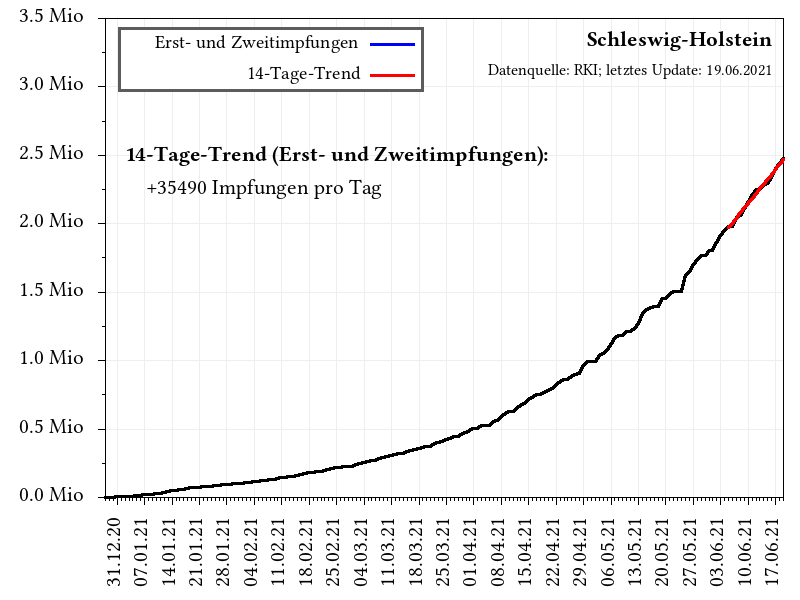 3.5 Mio
3.0 Mio
2.5 Mio
2.0 Mio
1.5 Mio
1.0 Mio
0.5 Mio
0.0 Mio
Erst- und Zweitimpfungen
14-Tage-Trend
Schleswig-Holstein
Datenquelle: RKI; letztes Update: 19.06.2021
14-Tage-Trend (Erst- und Zweitimpfungen):
+35490 Impfungen pro Tag
31.12.20
07.01.21
14.01.21
21.01.21
28.01.21
04.02.21
11.02.21
18.02.21
25.02.21
04.03.21
11.03.21
18.03.21
25.03.21
01.04.21
08.04.21
15.04.21
22.04.21
29.04.21
06.05.21
13.05.21
20.05.21
27.05.21
03.06.21
10.06.21
17.06.21